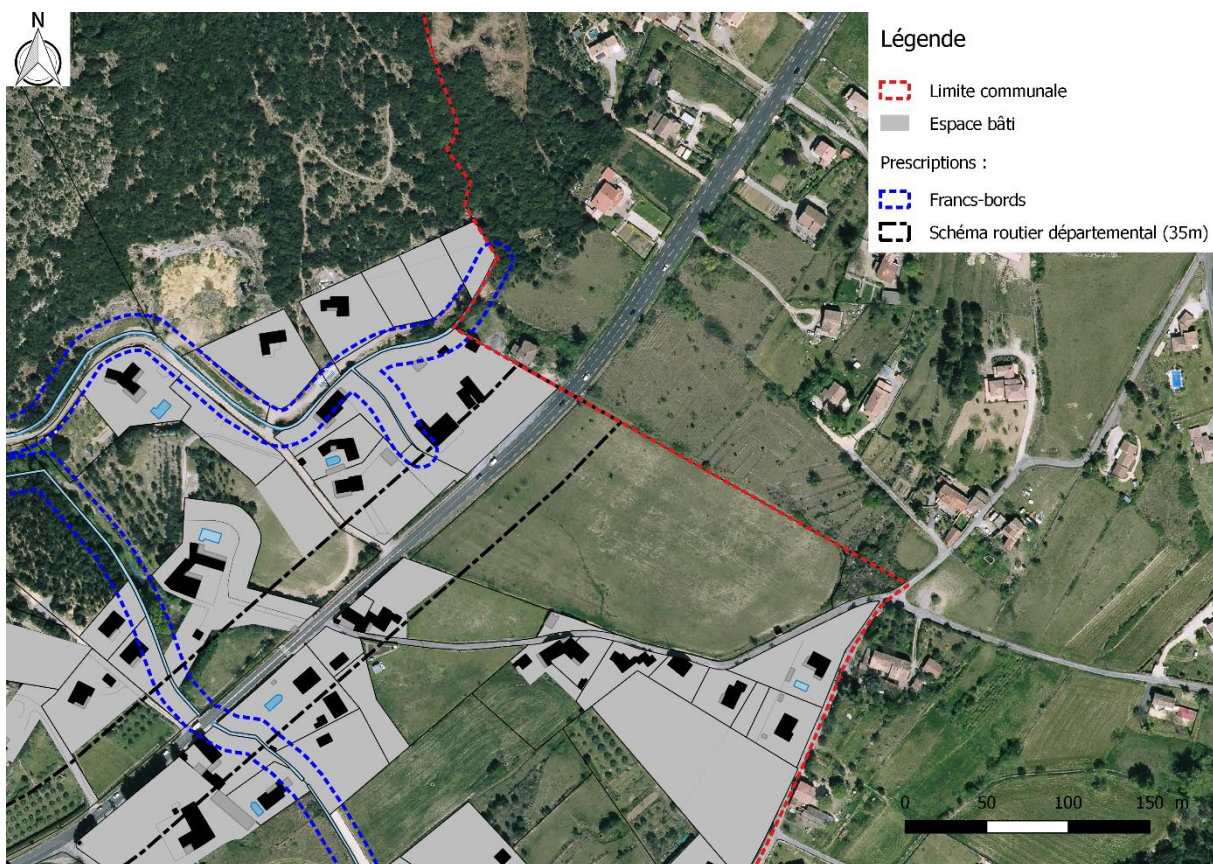 N
Légende
Limite communale
Espace bâti
Prescriptions :
Francs-bords
Schéma routier départemental (35m)
0 50 100 150 m